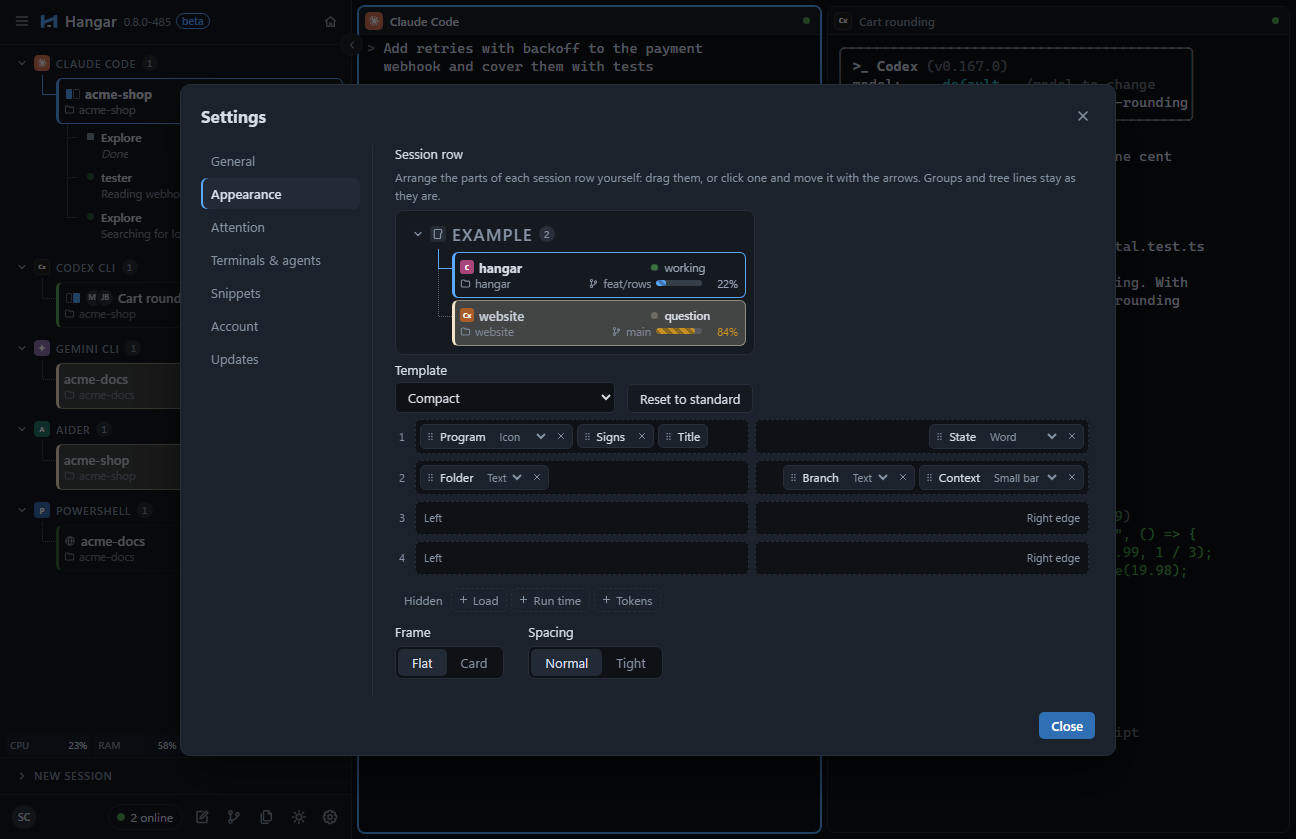 Hangar 0.8.0-485 beta
CLAUDE CODE 1
acme-shop
acme-shop
Explore
Done
tester
Reading webho
Explore
Searching for lo
CODEX CLI 1
M JB Cart round
acme-shop
GEMINI CLI 1
acme-docs
acme-docs
AIDER 1
acme-shop
acme-shop
POWERSHELL 1
acme-docs
acme-docs
CPU 23% RAM 58%
NEW SESSION
SC 2 online
Claude Code
> Add retries with backoff to the payment
webhook and cover them with tests
Cx Cart rounding
>_ Codex (v0.167.0)
model: default /model to change
-rounding
ne cent
tal.test.ts
ing. With
rounding
9)
", () => {
.99, 1 / 3);
e(19.98);
ipt
Settings
General
Appearance
Attention
Terminals & agents
Snippets
Account
Updates
Session row
Arrange the parts of each session row yourself: drag them, or click one and move it with the arrows. Groups and tree lines stay as
they are.
EXAMPLE 2
C hangar working
hangar feat/rows 22%
Cx website question
website main 84%
Template
Compact Reset to standard
1 Program Icon Signs Title State Word
2 Folder Text Branch Text Context Small bar
3 Left Right edge
4 Left Right edge
Hidden + Load + Run time + Tokens
Frame Spacing
Flat Card Normal Tight
Close